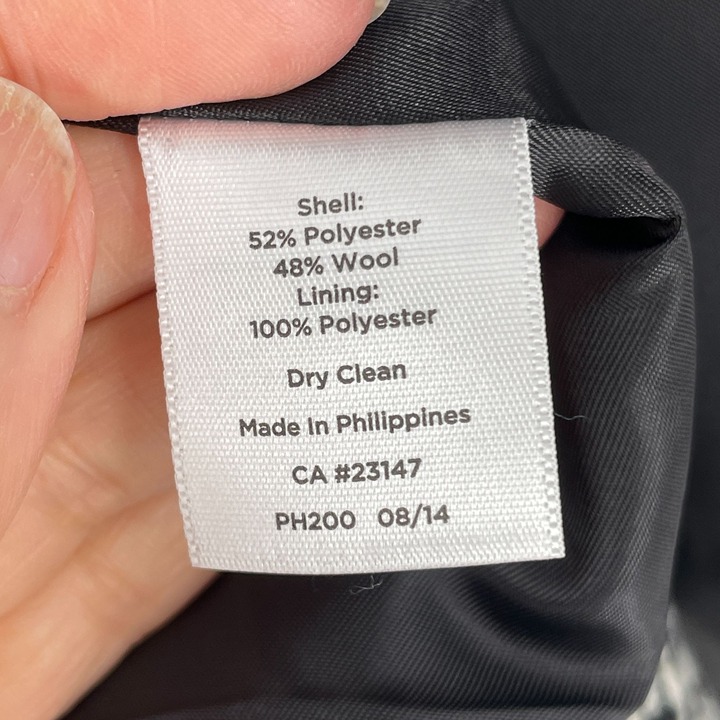 Shell:
52% Polyester
48% Wool
Lining:
100% Polyester
Dry Clean
Made In Philippines
CA #23147
PH200 08/14